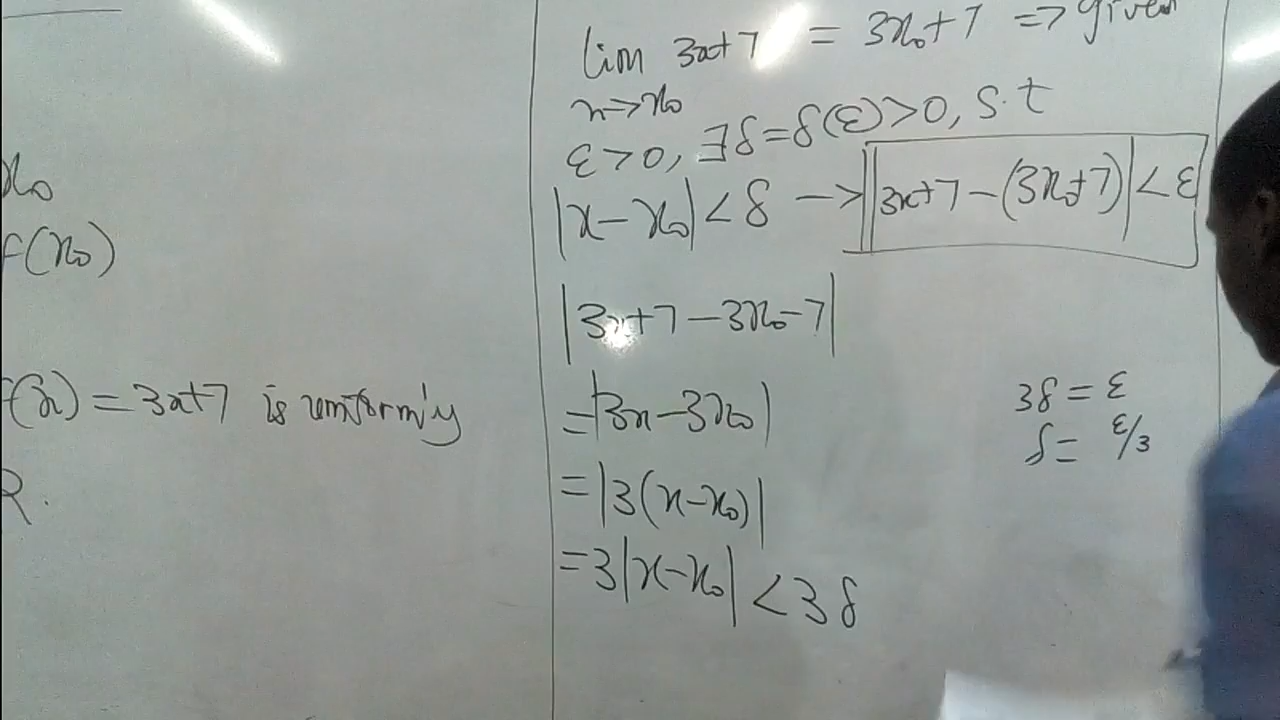 x₀
f(x₀)
f(x) = 3x+7 is uniformly
R.
lim 3x+7 = 3x₀+7 => given
x→x₀
ε>0, ∃δ=δ(ε)>0, s.t
|x-x₀|<δ → |3x+7-(3x₀+7)|<ε
|3x+7-3x₀-7|
=|3x-3x₀|
=|3(x-x₀)|
=3|x-x₀| <3δ
3δ = ε
δ = ε/3